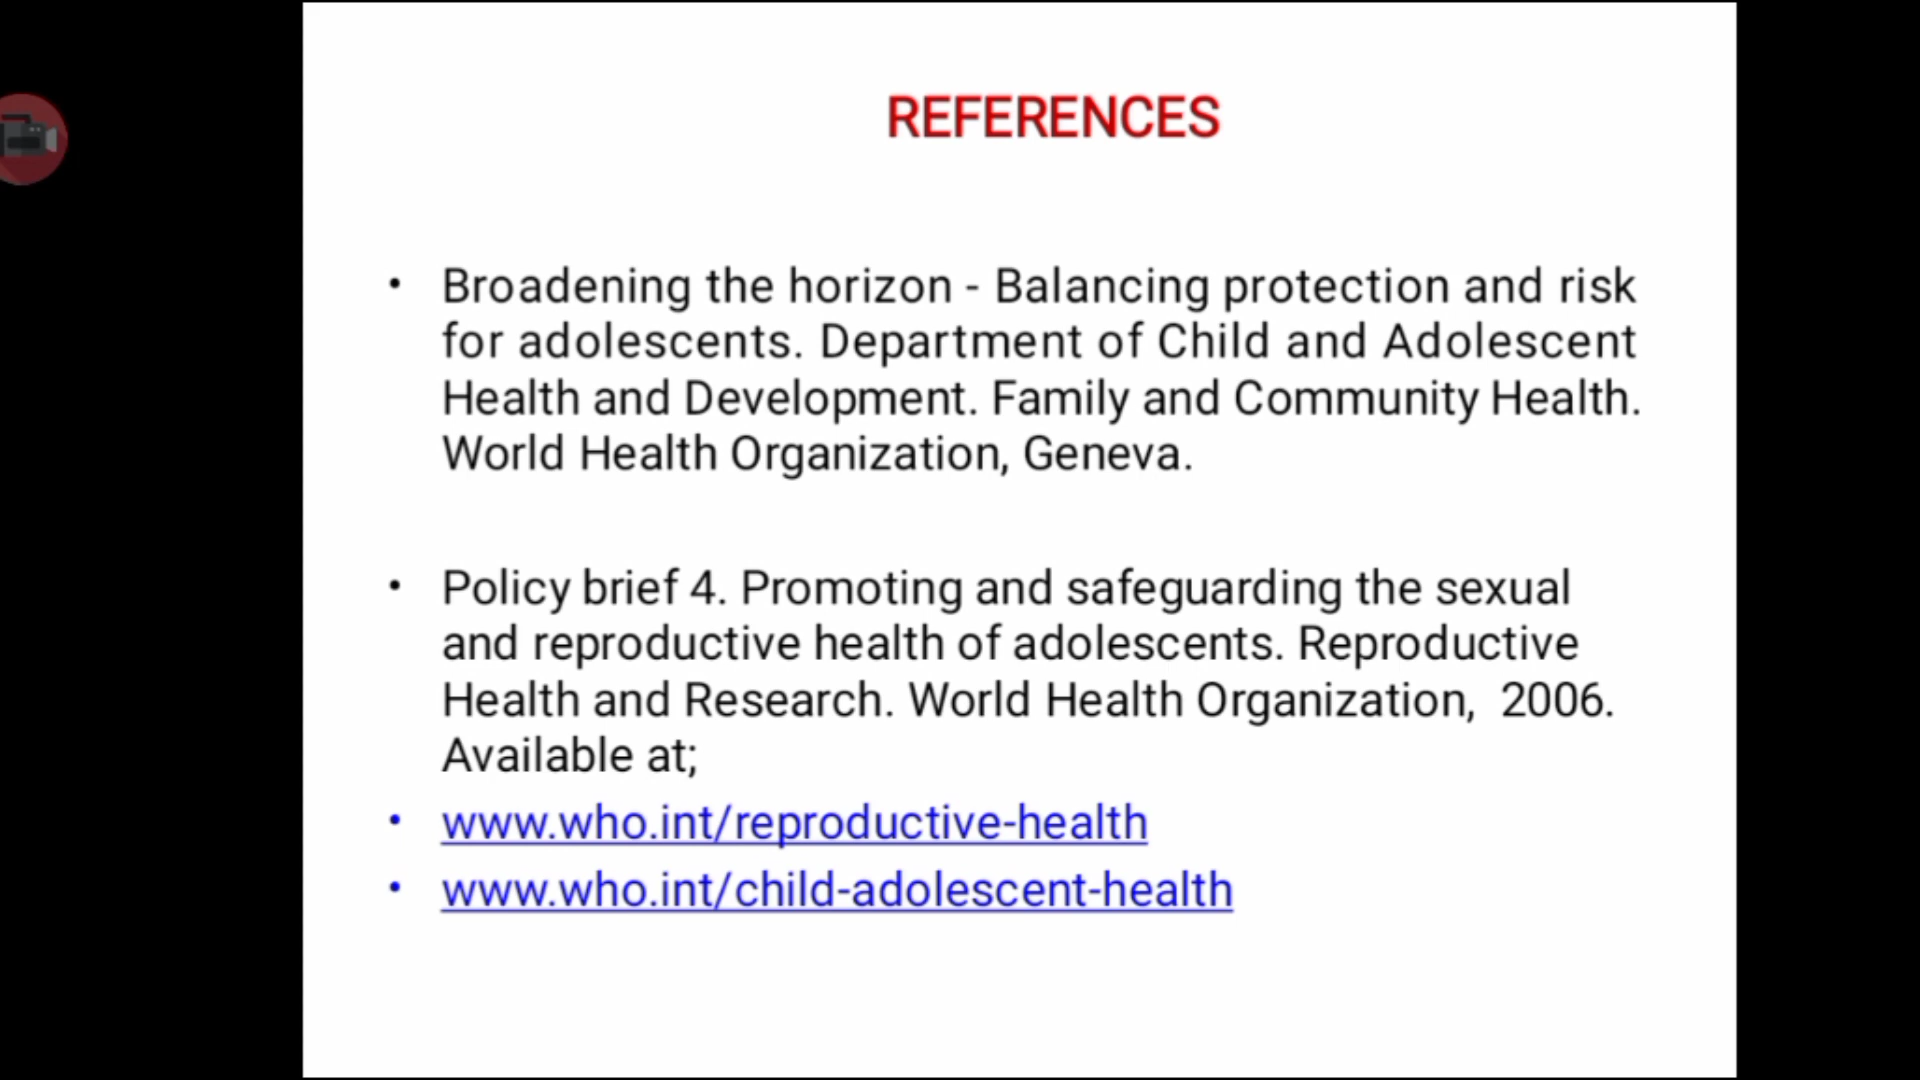 REFERENCES
• Broadening the horizon - Balancing protection and risk
for adolescents. Department of Child and Adolescent
Health and Development. Family and Community Health.
World Health Organization, Geneva.
• Policy brief 4. Promoting and safeguarding the sexual
and reproductive health of adolescents. Reproductive
Health and Research. World Health Organization,  2006.
Available at;
• www.who.int/reproductive-health
• www.who.int/child-adolescent-health